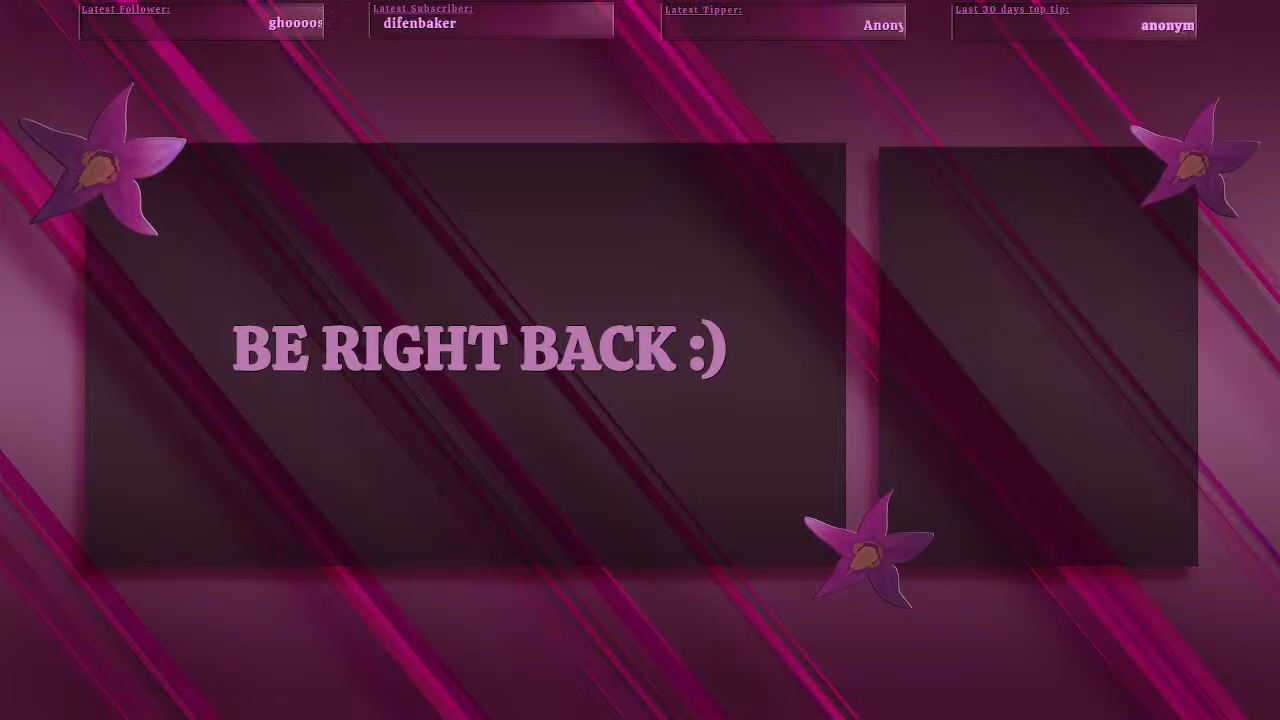 Latest Follower:
ghoooos
Latest Subscriber:
difenbaker
Latest Tipper:
Anony
Last 30 days top tip:
anonym
BE RIGHT BACK :)